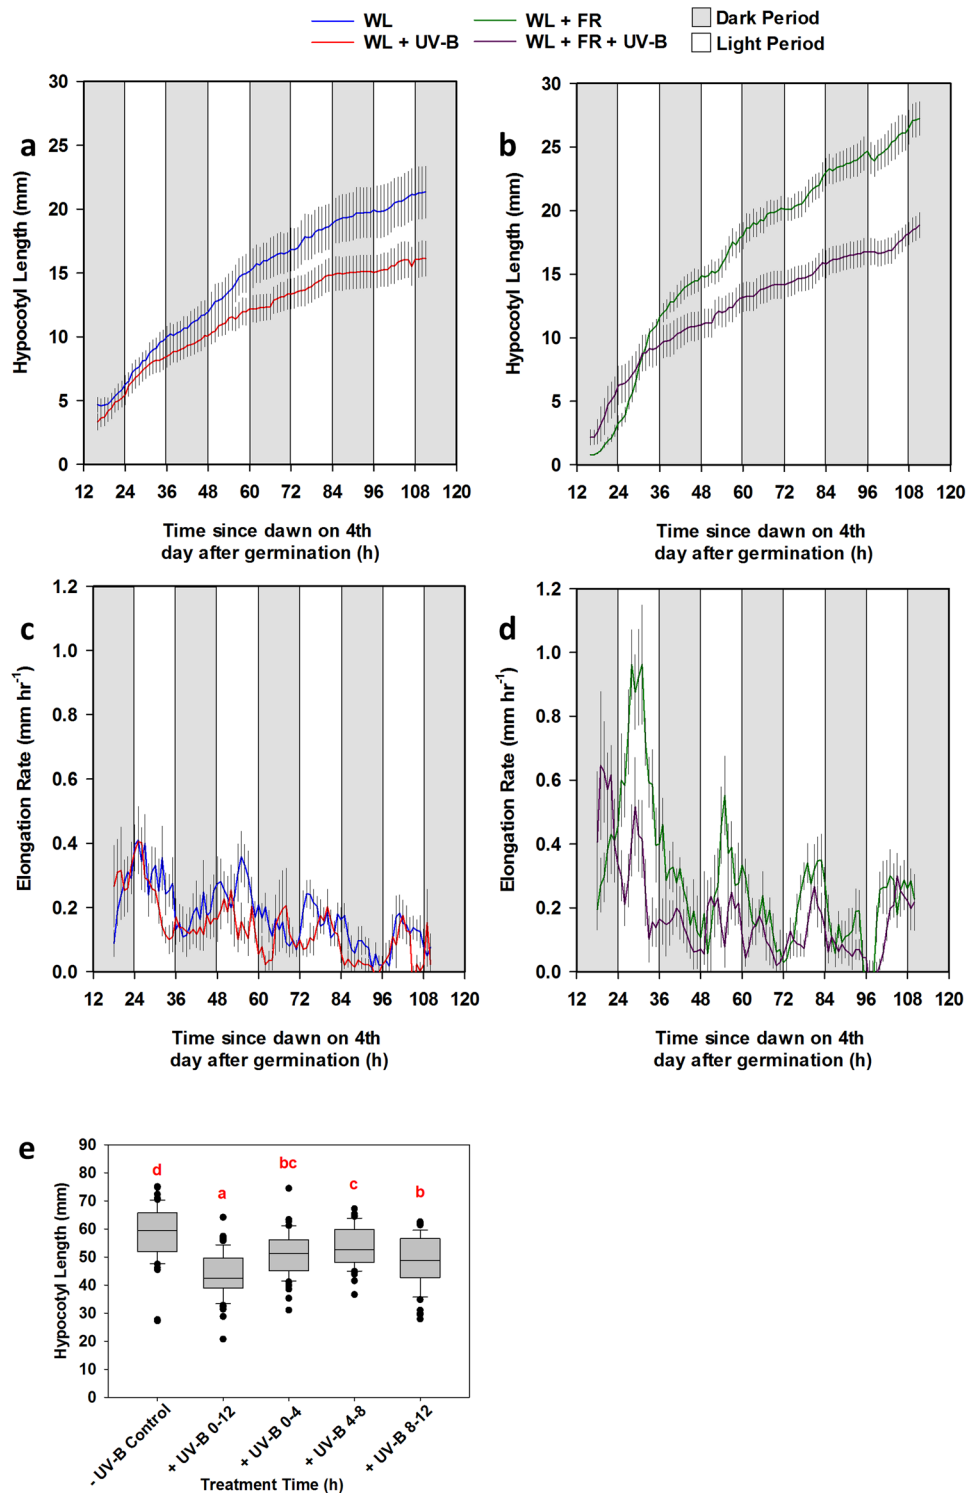 WL
WL + FR
Dark Period
WL + UV-B
WL + FR + UV-B
Light Period
a
Hypocotyl Length (mm)
30
25
20
15
10
5
0
12 24 36 48 60 72 84 96 108 120
Time since dawn on 4th
day after germination (h)
b
Hypocotyl Length (mm)
30
25
20
15
10
5
0
12 24 36 48 60 72 84 96 108 120
Time since dawn on 4th
day after germination (h)
c
Elongation Rate (mm hr⁻¹)
1.2
1.0
0.8
0.6
0.4
0.2
0.0
12 24 36 48 60 72 84 96 108 120
Time since dawn on 4th
day after germination (h)
d
Elongation Rate (mm hr⁻¹)
1.2
1.0
0.8
0.6
0.4
0.2
0.0
12 24 36 48 60 72 84 96 108 120
Time since dawn on 4th
day after germination (h)
e
Hypocotyl Length (mm)
90
80
70
60
50
40
30
20
10
0
d
a
bc
c
b
- UV-B Control
+ UV-B 0-12
+ UV-B 0-4
+ UV-B 4-8
+ UV-B 8-12
Treatment Time (h)